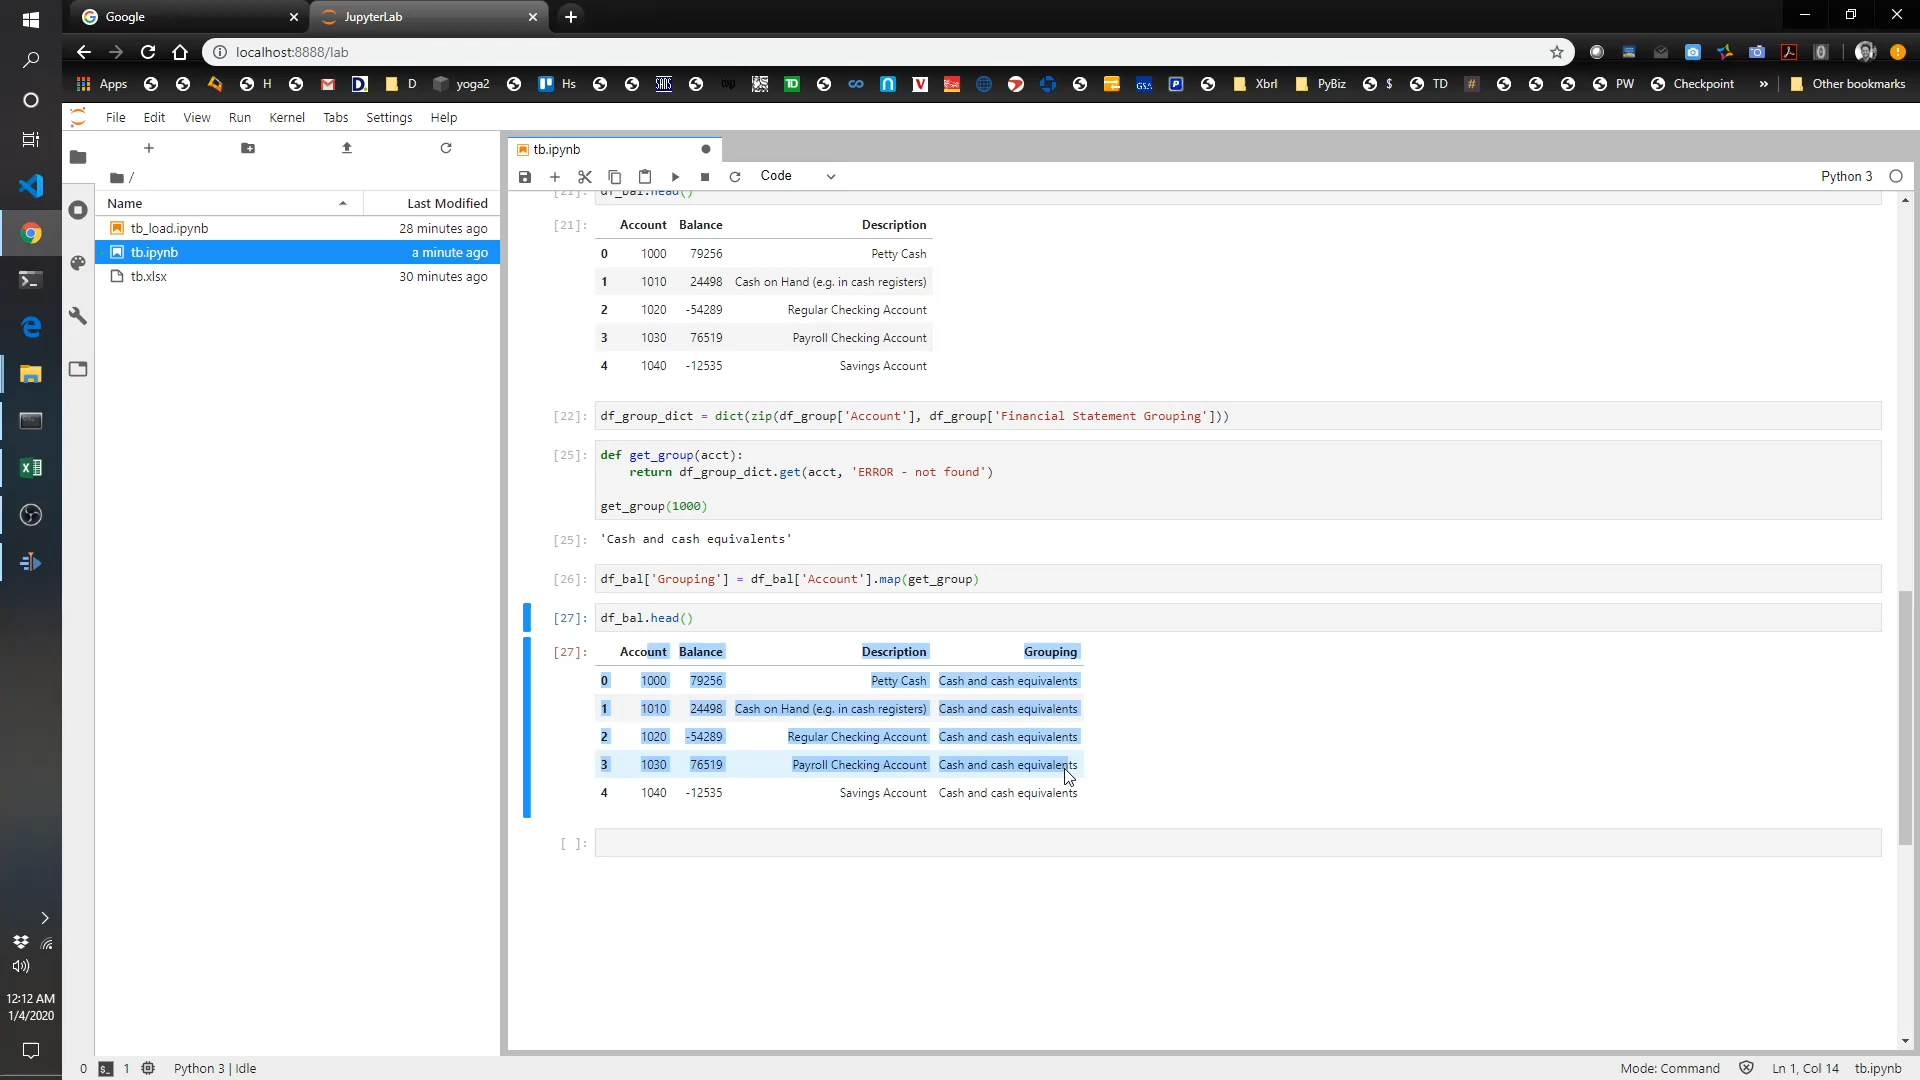 Google
JupyterLab
localhost:8888/lab
Apps H D yoga2 Hs Xbrl PyBiz $ TD # PW Checkpoint » Other bookmarks
File Edit View Run Kernel Tabs Settings Help
/
Name Last Modified
tb_load.ipynb 28 minutes ago
tb.ipynb a minute ago
tb.xlsx 30 minutes ago
tb.ipynb
Code
Python 3
[21]: df_bal.head()
[21]: Account Balance Description
0 1000 79256 Petty Cash
1 1010 24498 Cash on Hand (e.g. in cash registers)
2 1020 -54289 Regular Checking Account
3 1030 76519 Payroll Checking Account
4 1040 -12535 Savings Account
[22]: df_group_dict = dict(zip(df_group['Account'], df_group['Financial Statement Grouping']))
[25]: def get_group(acct):
return df_group_dict.get(acct, 'ERROR - not found')
get_group(1000)
[25]: 'Cash and cash equivalents'
[26]: df_bal['Grouping'] = df_bal['Account'].map(get_group)
[27]: df_bal.head()
[27]: Account Balance Description Grouping
0 1000 79256 Petty Cash Cash and cash equivalents
1 1010 24498 Cash on Hand (e.g. in cash registers) Cash and cash equivalents
2 1020 -54289 Regular Checking Account Cash and cash equivalents
3 1030 76519 Payroll Checking Account Cash and cash equivalents
4 1040 -12535 Savings Account Cash and cash equivalents
[ ]:
12:12 AM
1/4/2020
0 1 Python 3 | Idle
Mode: Command Ln 1, Col 14 tb.ipynb